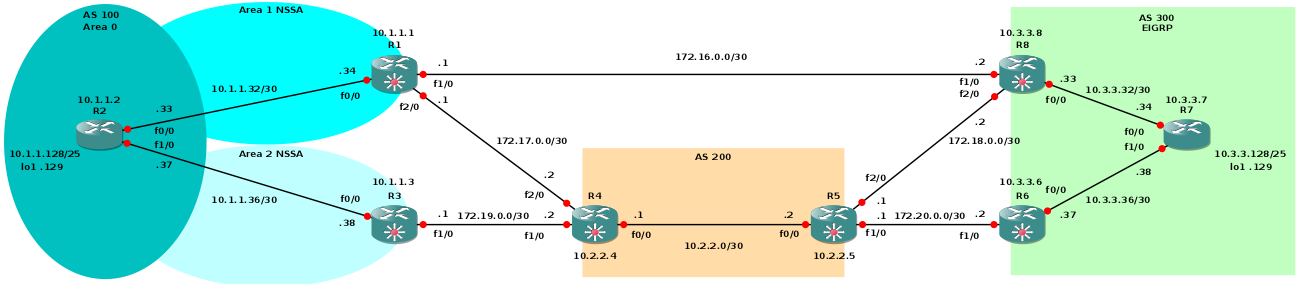 AS 100
Area 0
Area 1 NSSA
10.1.1.1
R1
10.1.1.2
R2
.33
f0/0
f1/0
.37
10.1.1.128/25
lo1 .129
10.1.1.32/30
.34
f0/0
Area 2 NSSA
10.1.1.36/30
10.1.1.3
R3
f0/0
.38
.1
f1/0
.1
f2/0
172.16.0.0/30
172.17.0.0/30
.2
f2/0
.1
172.19.0.0/30
.2
f1/0
f1/0
AS 200
R4
.1
f0/0
10.2.2.4
10.2.2.0/30
R5
.2
f0/0
10.2.2.5
f2/0
.1
.1
172.20.0.0/30
.2
f1/0
f1/0
172.18.0.0/30
.2
f1/0
f2/0
.2
AS 300
EIGRP
10.3.3.8
R8
.33
f0/0
10.3.3.32/30
.34
10.3.3.7
R7
f0/0
f1/0
.38
10.3.3.128/25
lo1 .129
10.3.3.6
R6
f0/0
.37
10.3.3.36/30